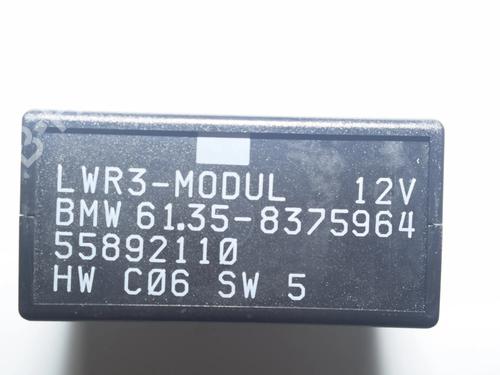 LWR3-MODUL 12V
BMW 61.35-8375964
55892110
HW C06 SW 5